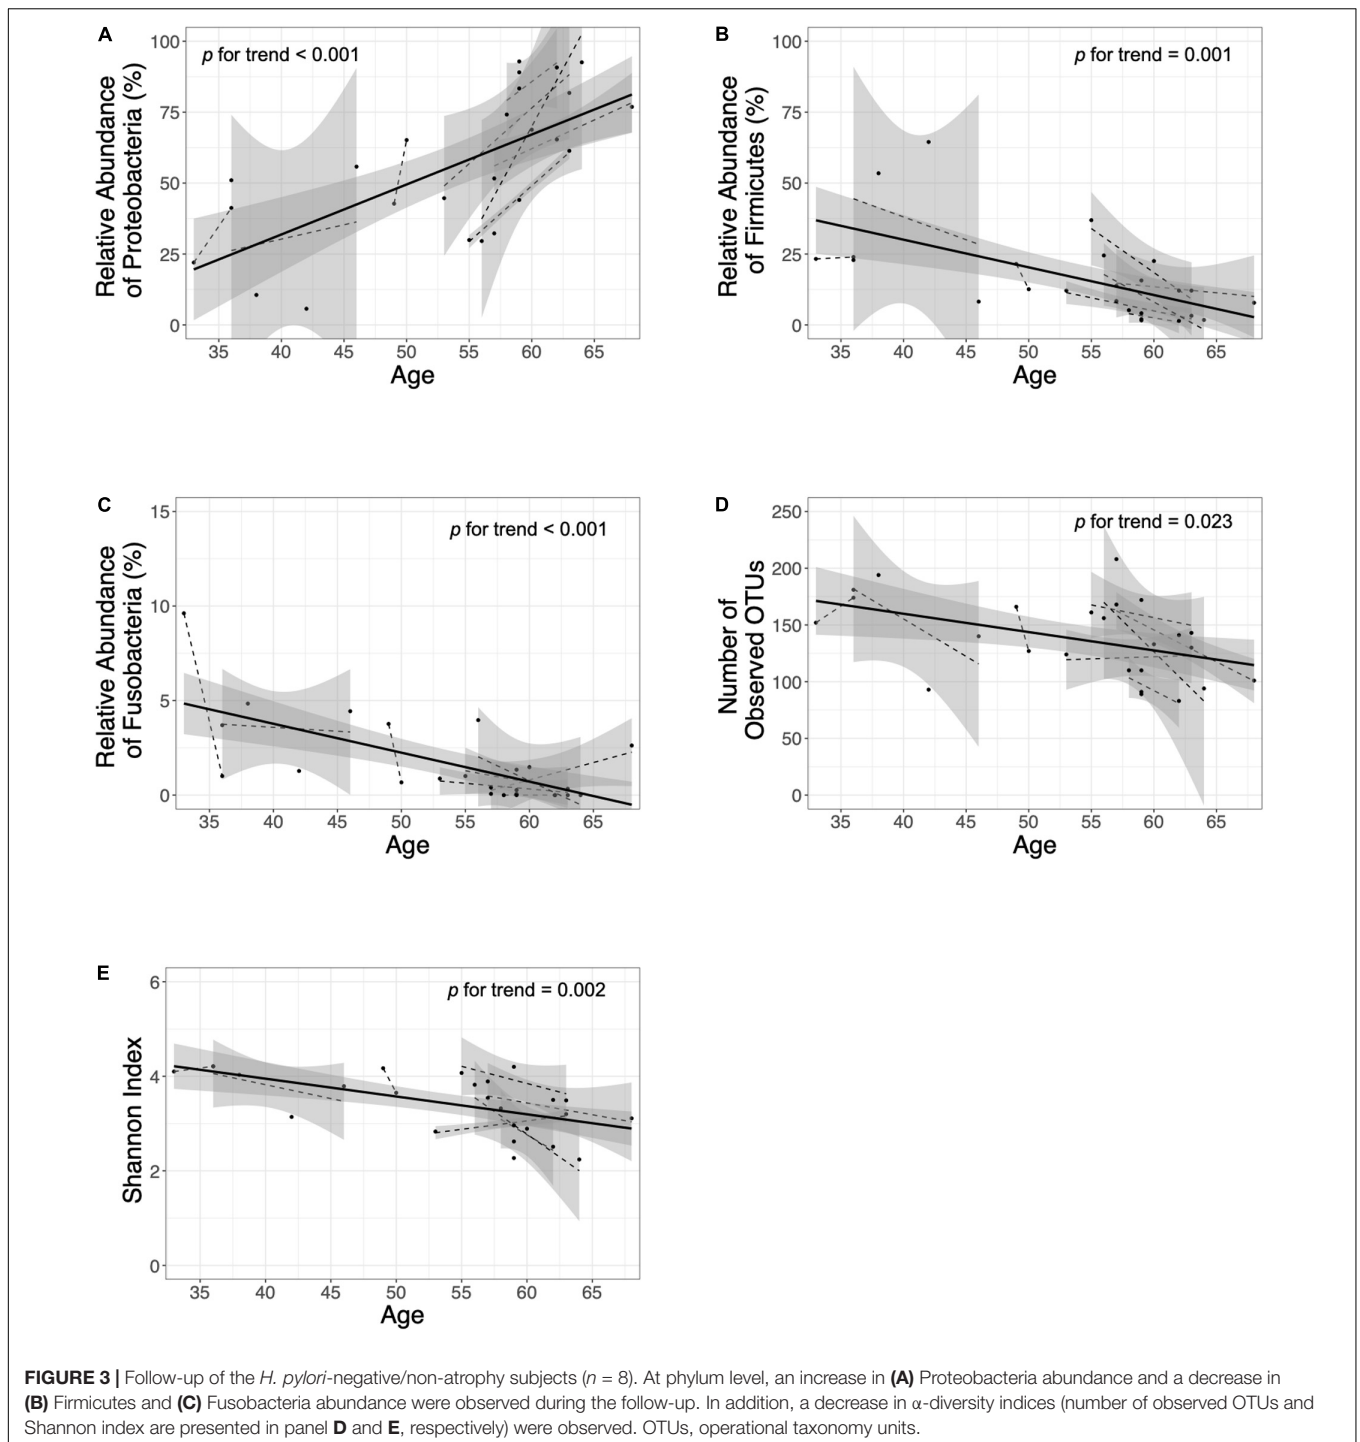 A
p for trend < 0.001
Relative Abundance
of Proteobacteria (%)
100
75
50
25
0
35 40 45 50 55 60 65
Age
B
p for trend = 0.001
Relative Abundance
of Firmicutes (%)
100
75
50
25
0
35 40 45 50 55 60 65
Age
C
p for trend < 0.001
Relative Abundance
of Fusobacteria (%)
15
10
5
0
35 40 45 50 55 60 65
Age
D
p for trend = 0.023
Number of
Observed OTUs
250
200
150
100
50
0
35 40 45 50 55 60 65
Age
E
p for trend = 0.002
Shannon Index
6
4
2
0
35 40 45 50 55 60 65
Age
FIGURE 3 | Follow-up of the H. pylori-negative/non-atrophy subjects (n = 8). At phylum level, an increase in (A) Proteobacteria abundance and a decrease in
(B) Firmicutes and (C) Fusobacteria abundance were observed during the follow-up. In addition, a decrease in α-diversity indices (number of observed OTUs and
Shannon index are presented in panel D and E, respectively) were observed. OTUs, operational taxonomy units.